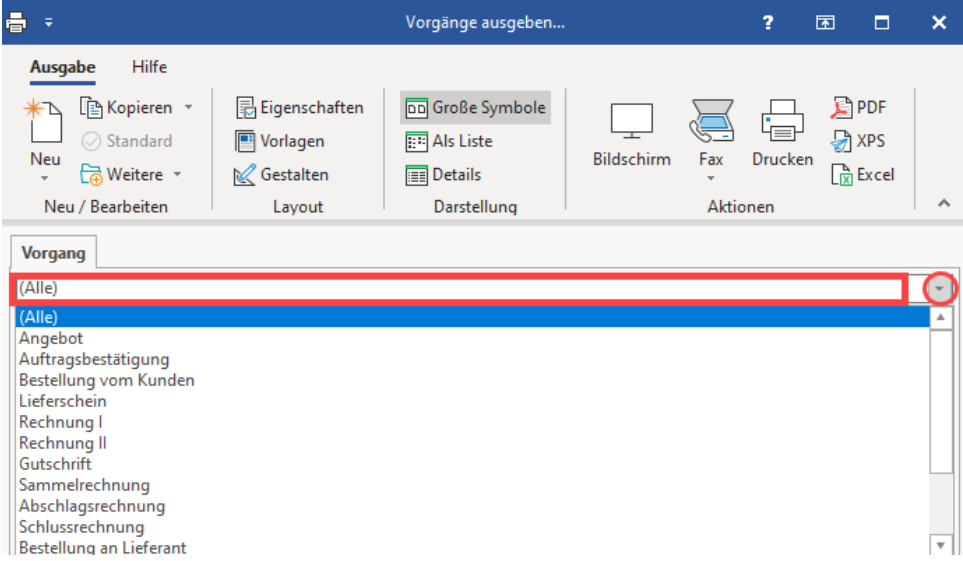 Vorgänge ausgeben...
?
Ausgabe Hilfe
Neu
Kopieren
Standard
Weitere
Neu / Bearbeiten
Eigenschaften
Vorlagen
Gestalten
Layout
Große Symbole
Als Liste
Details
Darstellung
Bildschirm
Fax
Drucken
PDF
XPS
Excel
Aktionen
Vorgang
(Alle)
(Alle)
Angebot
Auftragsbestätigung
Bestellung vom Kunden
Lieferschein
Rechnung I
Rechnung II
Gutschrift
Sammelrechnung
Abschlagsrechnung
Schlussrechnung
Bestellung an Lieferant